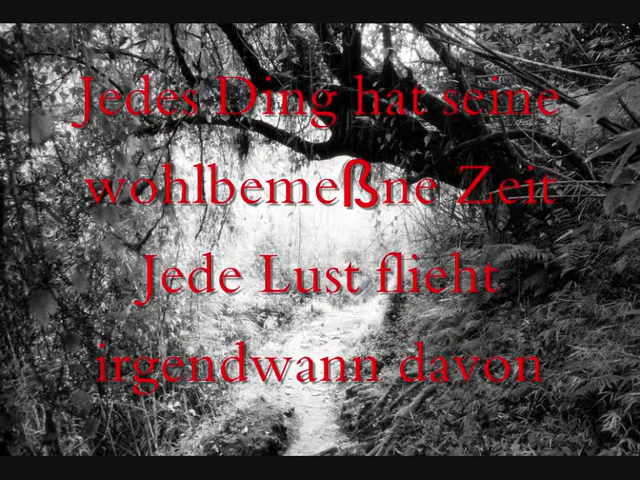 Jedes Ding hat seine
wohlbemeßne Zeit
Jede Lust flieht
irgendwann davon